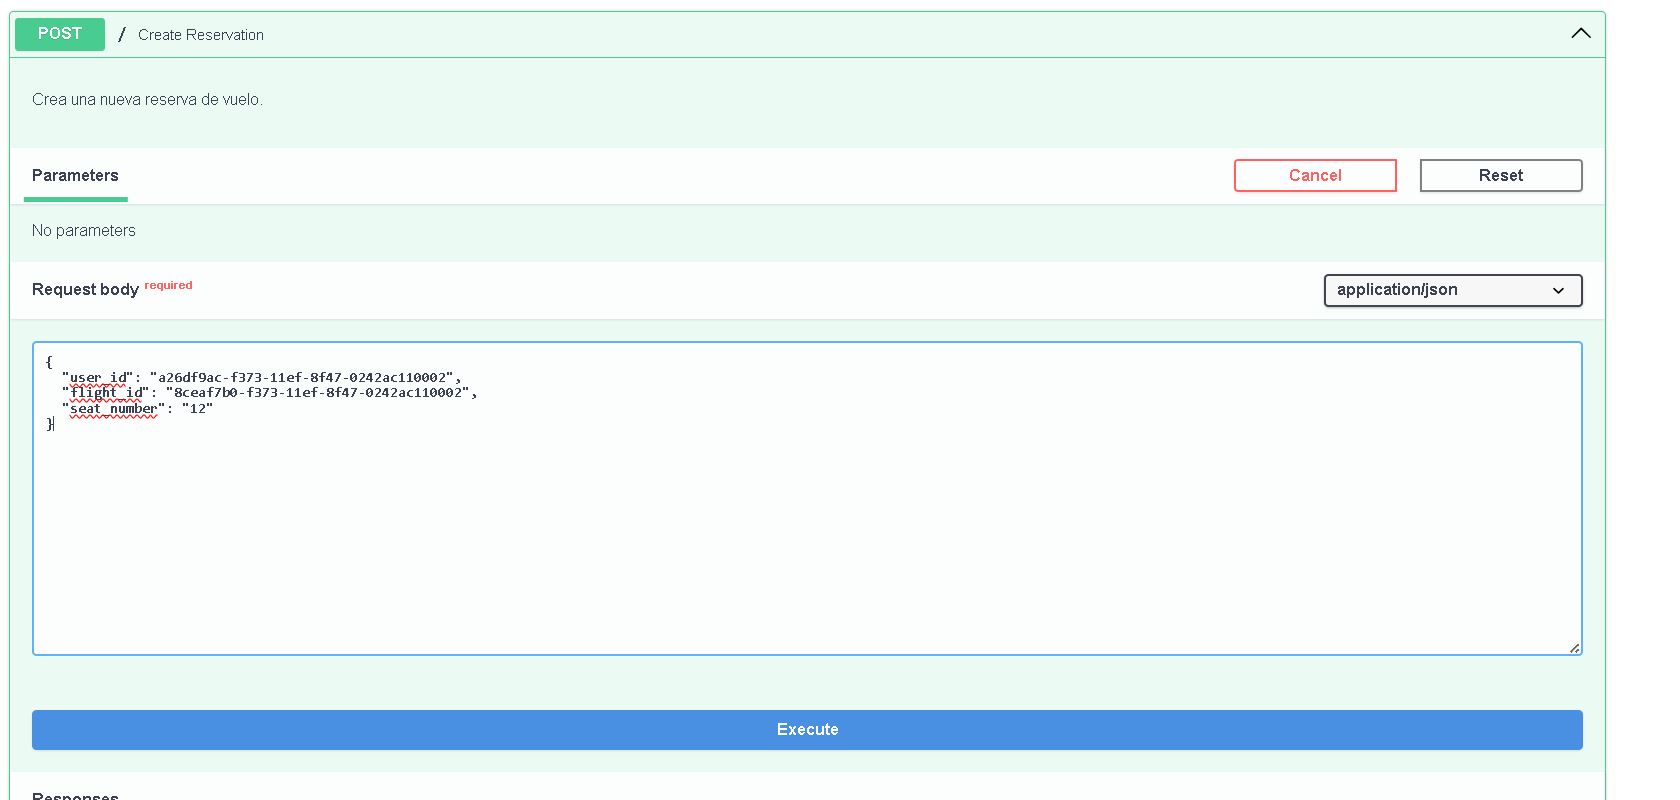 POST / Create Reservation
Crea una nueva reserva de vuelo.
Parameters
Cancel
Reset
No parameters
Request body required
application/json
{
  "user_id": "a26df9ac-f373-11ef-8f47-0242ac110002",
  "flight_id": "8ceaf7b0-f373-11ef-8f47-0242ac110002",
  "seat_number": "12"
}
Execute
Responses